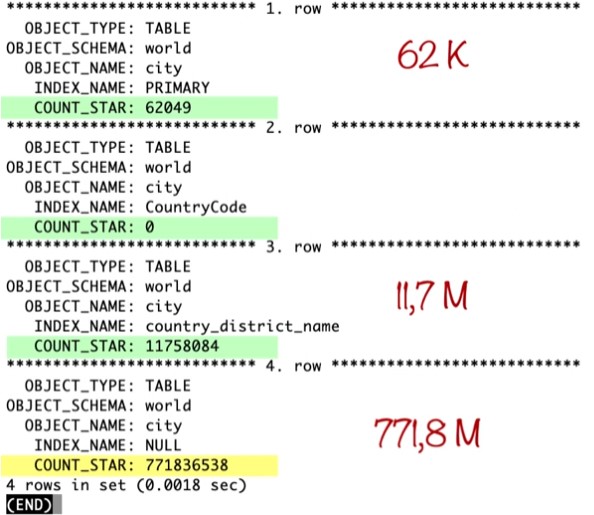 *************************** 1. row ***************************
OBJECT_TYPE: TABLE
OBJECT_SCHEMA: world
OBJECT_NAME: city
INDEX_NAME: PRIMARY
COUNT_STAR: 62049
62 K
*************************** 2. row ***************************
OBJECT_TYPE: TABLE
OBJECT_SCHEMA: world
OBJECT_NAME: city
INDEX_NAME: CountryCode
COUNT_STAR: 0
*************************** 3. row ***************************
OBJECT_TYPE: TABLE
OBJECT_SCHEMA: world
OBJECT_NAME: city
INDEX_NAME: country_district_name
COUNT_STAR: 11758084
11,7 M
*************************** 4. row ***************************
OBJECT_TYPE: TABLE
OBJECT_SCHEMA: world
OBJECT_NAME: city
INDEX_NAME: NULL
COUNT_STAR: 771836538
771,8 M
4 rows in set (0.0018 sec)
(END)